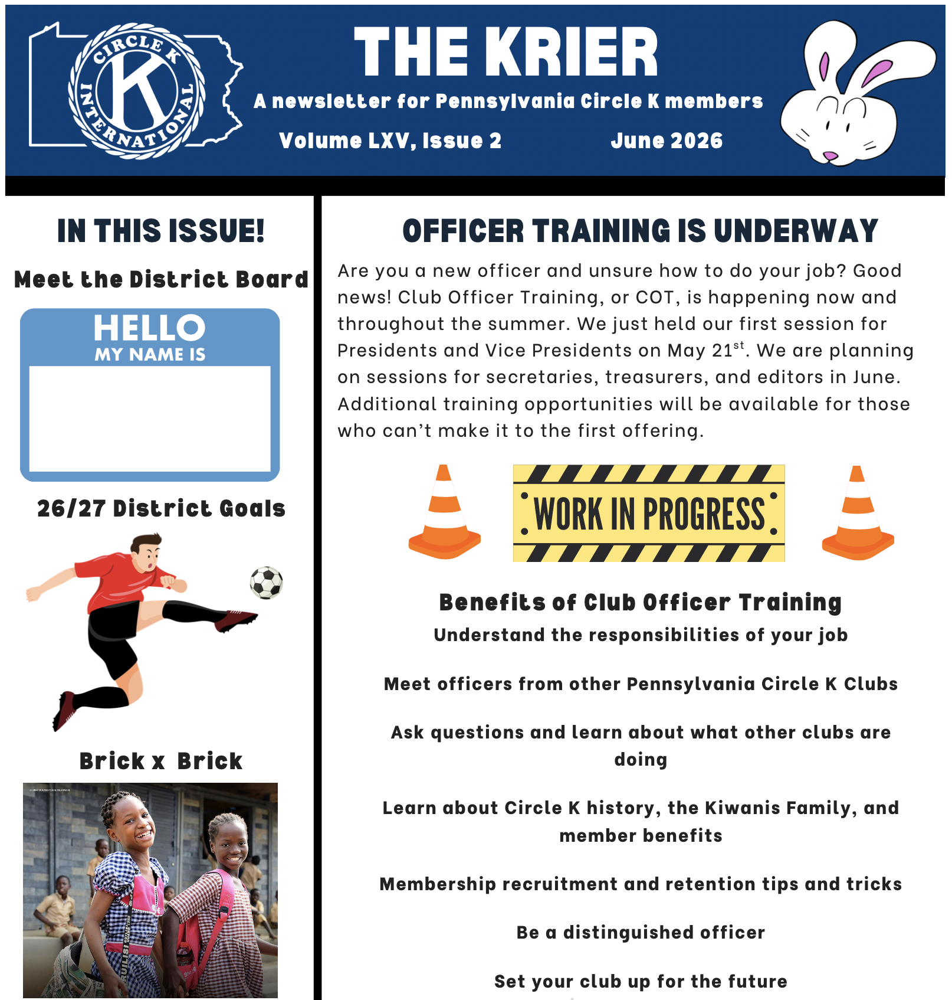 CIRCLE K
INTERNATIONAL
K
THE KRIER
A newsletter for Pennsylvania Circle K members
Volume LXV, Issue 2
June 2026
IN THIS ISSUE!
Meet the District Board
HELLO
MY NAME IS
26/27 District Goals
Brick x Brick
OFFICER TRAINING IS UNDERWAY
Are you a new officer and unsure how to do your job? Good
news! Club Officer Training, or COT, is happening now and
throughout the summer. We just held our first session for
Presidents and Vice Presidents on May 21st. We are planning
on sessions for secretaries, treasurers, and editors in June.
Additional training opportunities will be available for those
who can’t make it to the first offering.
WORK IN PROGRESS
Benefits of Club Officer Training
Understand the responsibilities of your job
Meet officers from other Pennsylvania Circle K Clubs
Ask questions and learn about what other clubs are
doing
Learn about Circle K history, the Kiwanis Family, and
member benefits
Membership recruitment and retention tips and tricks
Be a distinguished officer
Set your club up for the future